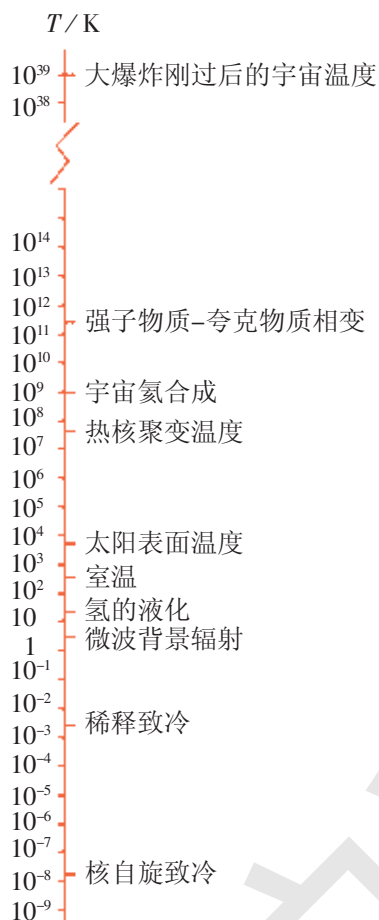 T / K
10³⁹ 大爆炸刚过后的宇宙温度
10³⁸
10¹⁴
10¹³
10¹²
强子物质–夸克物质相变
10¹¹
10¹⁰
10⁹ 宇宙氦合成
10⁸
热核聚变温度
10⁷
10⁶
10⁵
10⁴
太阳表面温度
10³
室温
10²
氢的液化
10
微波背景辐射
1
10⁻¹
10⁻²
稀释致冷
10⁻³
10⁻⁴
10⁻⁵
10⁻⁶
10⁻⁷
10⁻⁸ 核自旋致冷
10⁻⁹